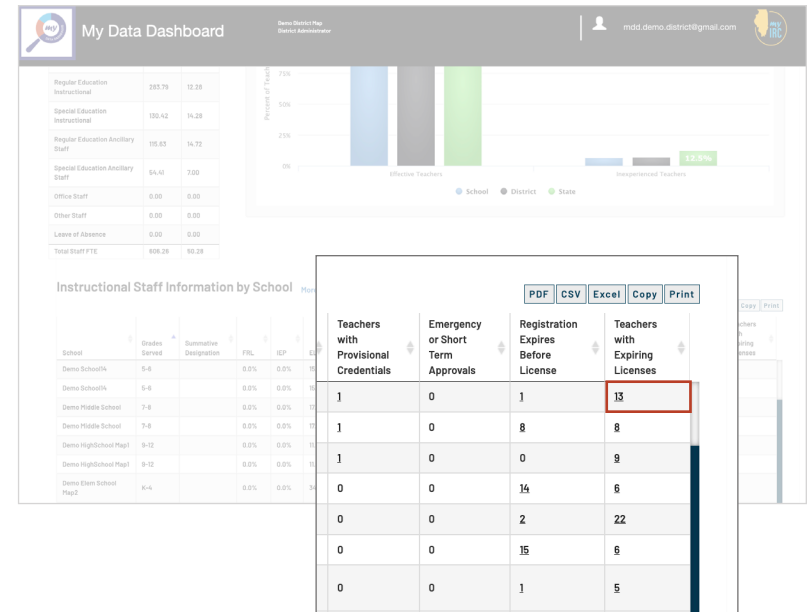 my
My Data Dashboard
Demo District Map
District Administrator
mdd.demo.district@gmail.com
my
IRC
Regular Education
Instructional
283.79
12.28
Special Education
Instructional
130.42
14.28
Regular Education Ancillary
Staff
115.63
14.72
Special Education Ancillary
Staff
54.41
7.00
Office Staff
0.00
0.00
Other Staff
0.00
0.00
Leave of Absence
0.00
0.00
Total Staff FTE
606.26
50.28
Percent of Teach
75%
50%
25%
0%
12.5%
Effective Teachers
Inexperienced Teachers
School
District
State
Instructional Staff Information by School
More
Copy
Print
School
Grades
Served
Summative
Designation
FRL
IEP
Demo School14
5-6
0.0%
0.0%
Demo School14
5-6
0.0%
0.0%
Demo Middle School
7-8
0.0%
0.0%
Demo Middle School
7-8
0.0%
0.0%
Demo HighSchool Map1
9-12
0.0%
0.0%
Demo HighSchool Map1
9-12
0.0%
0.0%
Demo Elem School
Map2
K-4
0.0%
0.0%
PDF CSV Excel Copy Print
Teachers
with
Provisional
Credentials
Emergency
or Short
Term
Approvals
Registration
Expires
Before
License
Teachers
with
Expiring
Licenses
1 0 1 13
1 0 8 8
1 0 0 9
0 0 14 6
0 0 2 22
0 0 15 6
0 0 1 5